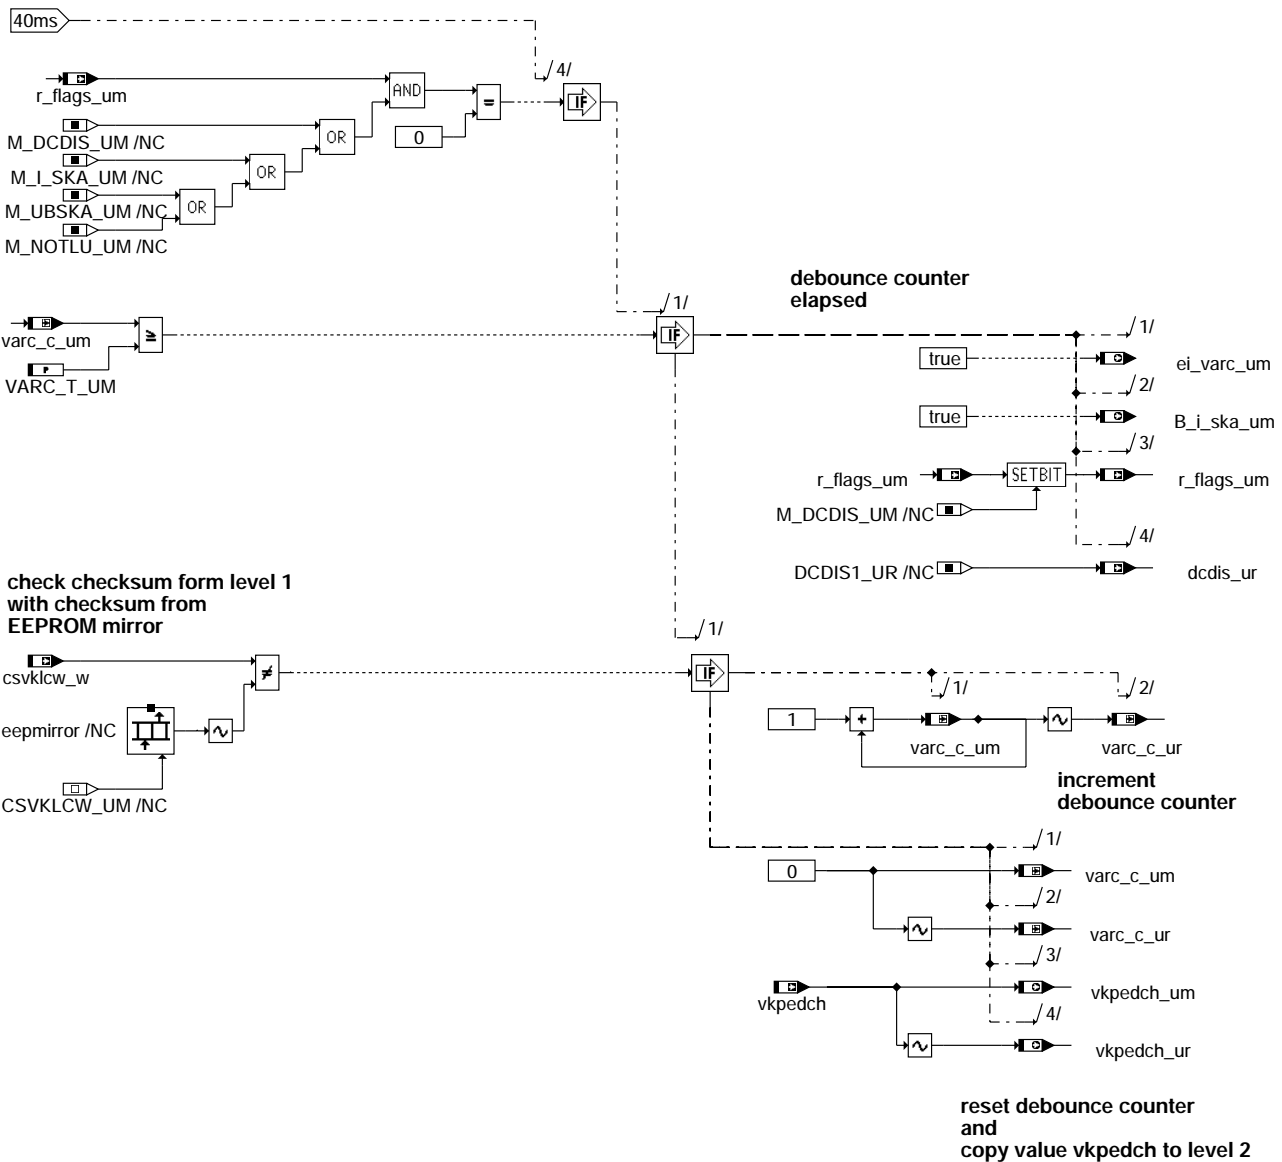 40ms
/4/
r_flags_um
AND
=
IF
0
M_DCDIS_UM /NC
OR
M_I_SKA_UM /NC
OR
M_UBSKA_UM /NC
OR
M_NOTLU_UM /NC
debounce counter
elapsed
/1/
varc_c_um
≥
IF
/1/
P
VARC_T_UM
true
ei_varc_um
/2/
true
B_i_ska_um
/3/
r_flags_um
SETBIT
r_flags_um
M_DCDIS_UM /NC
/4/
DCDIS1_UR /NC
dcdis_ur
check checksum form level 1
with checksum from
EEPROM mirror
/1/
csvklcw_w
≠
IF
/1/
/2/
eepmirror /NC
1
+
varc_c_um
varc_c_ur
CSVKLCW_UM /NC
increment
debounce counter
/1/
0
varc_c_um
/2/
varc_c_ur
/3/
vkpedch
vkpedch_um
/4/
vkpedch_ur
reset debounce counter
and
copy value vkpedch to level 2